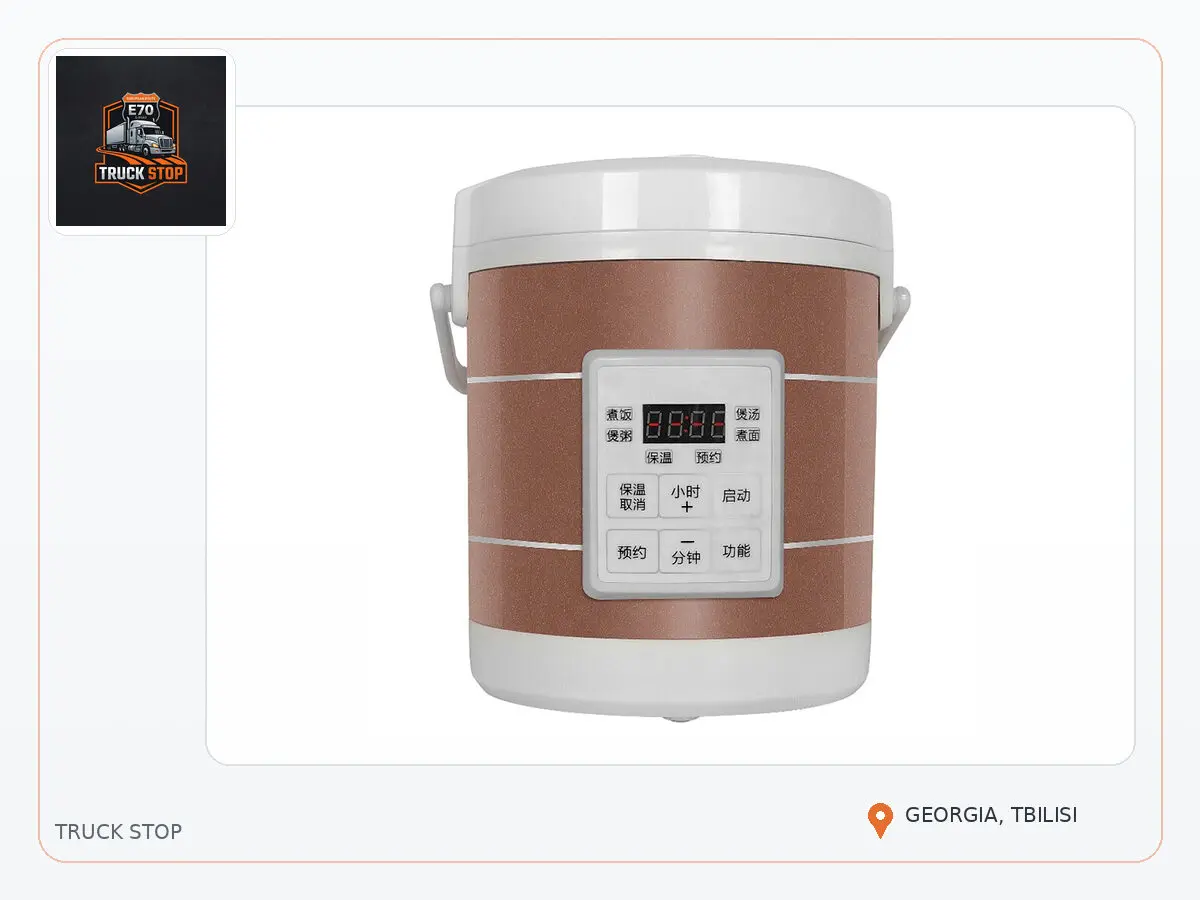 E70
TRUCK STOP
煮饭
煲汤
煲粥
煮面
保温
预约
保温
取消
小时
+
启动
预约
—
分钟
功能
TRUCK STOP
GEORGIA, TBILISI